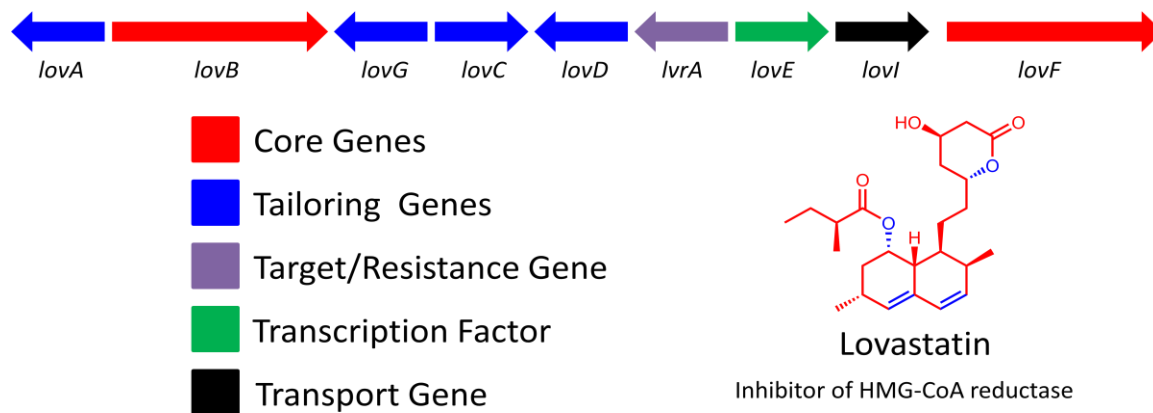 lovA lovB lovG lovC lovD lvrA lovE lovI lovF
Core Genes
Tailoring Genes
Target/Resistance Gene
Transcription Factor
Transport Gene
HO
O
O
O
O
H
Lovastatin
Inhibitor of HMG-CoA reductase